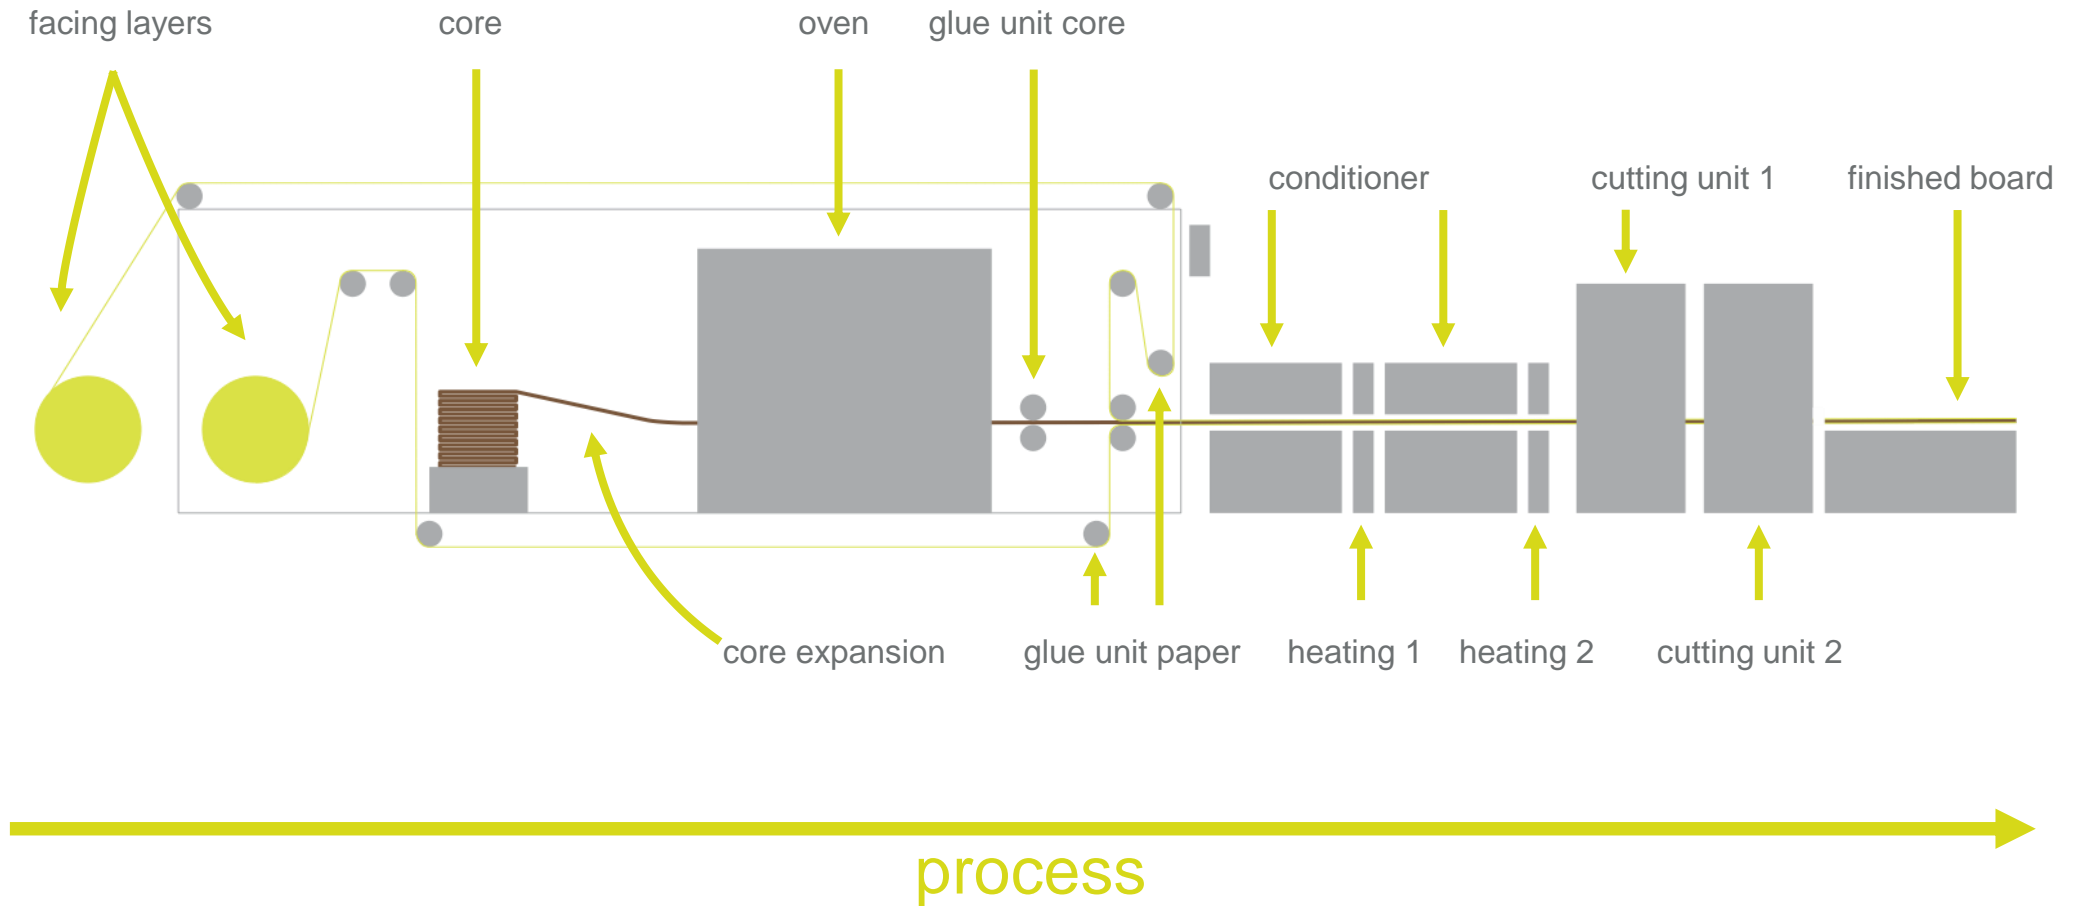 facing layers
core
oven
glue unit core
conditioner
cutting unit 1
finished board
core expansion
glue unit paper
heating 1
heating 2
cutting unit 2
process